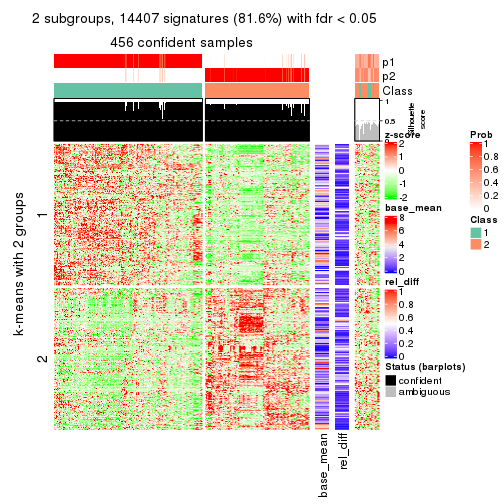 2 subgroups, 14407 signatures (81.6%) with fdr < 0.05
456 confident samples
p1
p2
Class
1
0.5
0
Silhouette
score
k-means with 2 groups
1
2
base_mean
rel_diff
z-score
2
1
0
-1
-2
base_mean
8
6
4
2
0
rel_diff
1
0.8
0.6
0.4
0.2
0
Status (barplots)
confident
ambiguous
Prob
1
0.8
0.6
0.4
0.2
0
Class
1
2